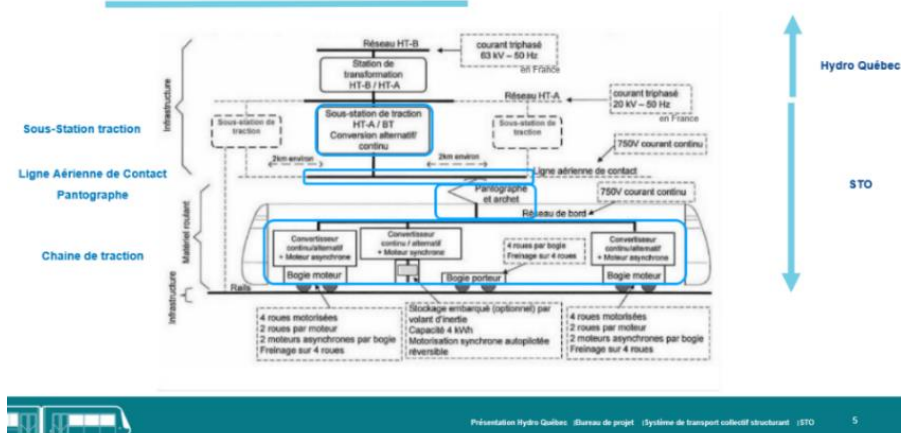 Réseau HT-B
courant triphasé
63 kV – 50 Hz
en France
Station de
transformation
HT-B / HT-A
Hydro Québec
Réseau HT-A
courant triphasé
20 kV – 50 Hz
en France
Infrastructure
Sous-Station traction
Sous-station de
traction
Sous-station de traction
HT-A / BT
Conversion alternatif/
continu
Sous-station de
traction
2km environ
2km environ
750V courant continu
Ligne Aérienne de Contact
Pantographe
Ligne aérienne de contact
Pantographe
et archet
750V courant continu
STO
Réseau de bord
Matériel roulant
Chaine de traction
Convertisseur
continu/alternatif
+ Moteur asynchrone
Convertisseur
continu / alternatif
+ Moteur asynchrone
4 roues par bogie
Freinage sur 4 roues
Convertisseur
continu/alternatif
+ Moteur asynchrone
Bogie moteur
Bogie porteur
Bogie moteur
Rails
Infrastructure
4 roues motorisées
2 roues par moteur
2 moteurs asynchrones par bogie
Freinage sur 4 roues
Stockage embarqué (optionnel) par
volant d'inertie
Capacité 4 kWh
Motorisation synchrone autopilotée
réversible
4 roues motorisées
2 roues par moteur
2 moteurs asynchrones par bogie
Freinage sur 4 roues
Présentation Hydro Québec |Bureau de projet |Système de transport collectif structurant |STO 5